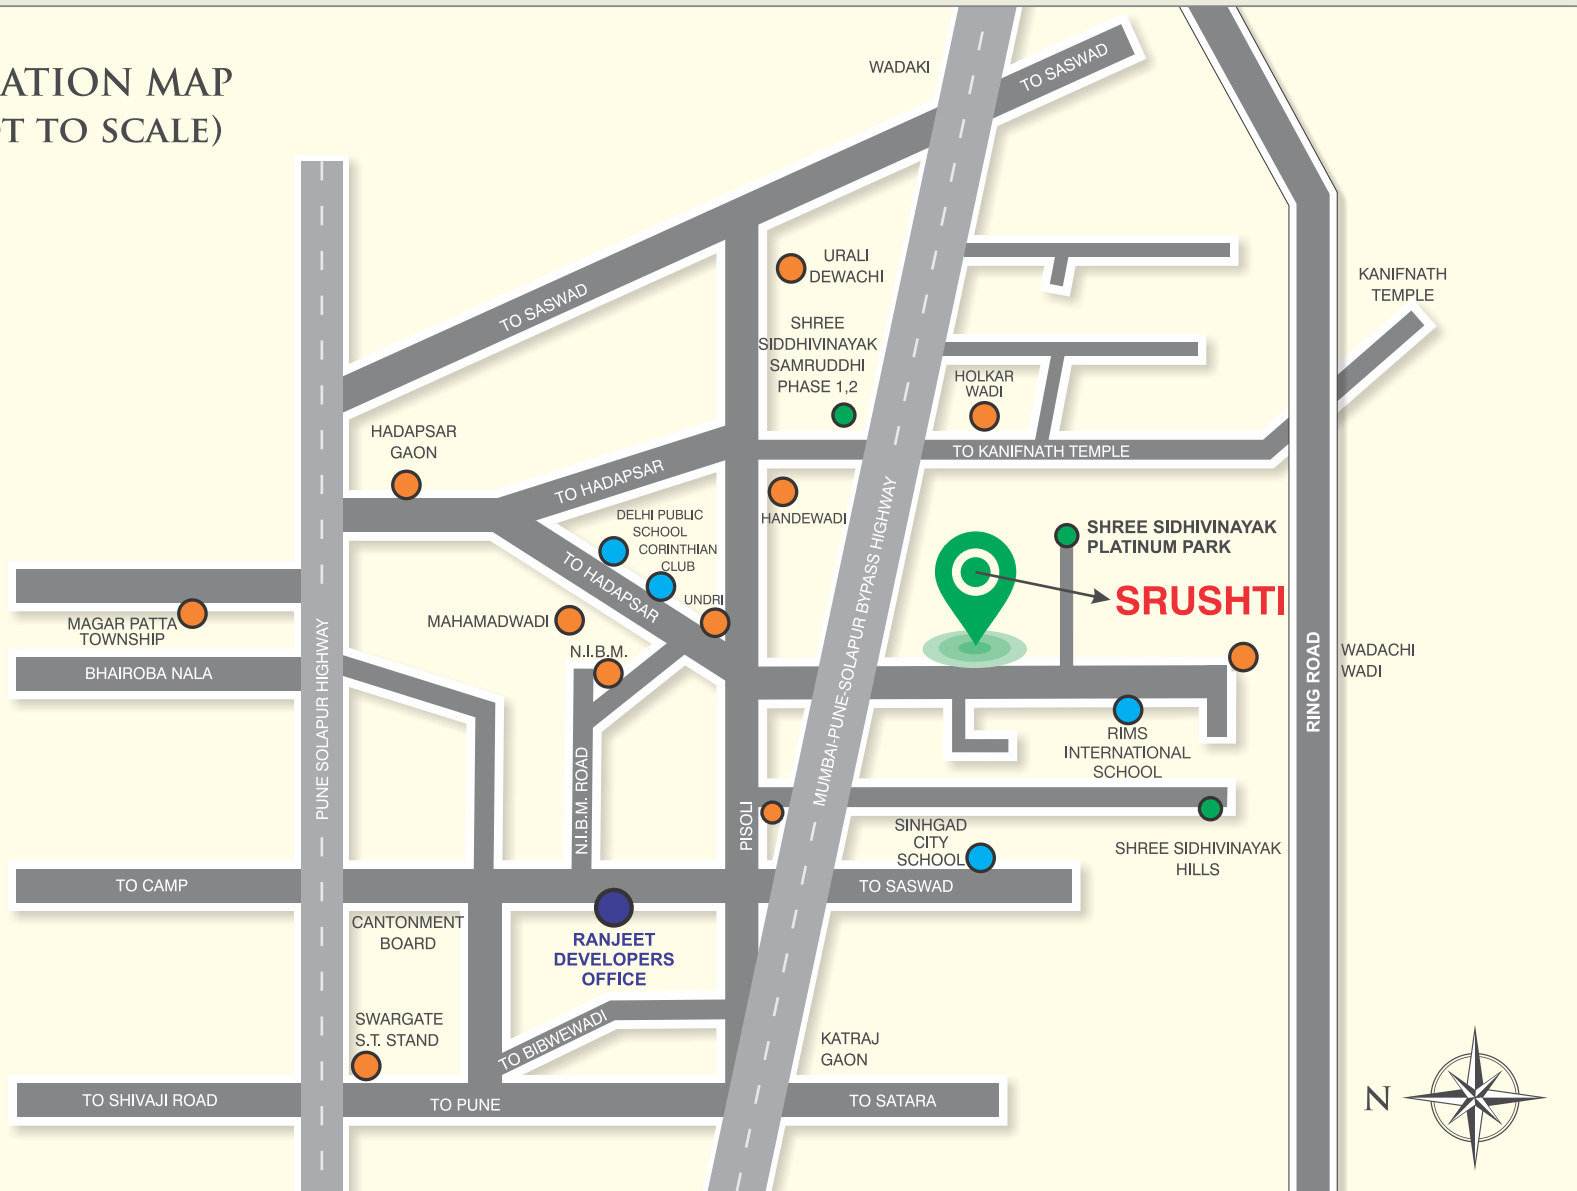 ATION MAP
T TO SCALE)
WADAKI
TO SASWAD
KANIFNATH
TEMPLE
URALI
DEWACHI
TO SASWAD
SHREE
SIDDHIVINAYAK
SAMRUDDHI
PHASE 1,2
HOLKAR
WADI
HADAPSAR
GAON
TO KANIFNATH TEMPLE
TO HADAPSAR
DELHI PUBLIC
SCHOOL
CORINTHIAN
CLUB
HANDEWADI
SHREE SIDHIVINAYAK
PLATINUM PARK
TO HADAPSAR
UNDRI
SRUSHTI
MAHAMADWADI
MAGAR PATTA
TOWNSHIP
N.I.B.M.
WADACHI
WADI
BHAIROBA NALA
PUNE SOLAPUR HIGHWAY
MUMBAI-PUNE-SOLAPUR BYPASS HIGHWAY
RING ROAD
RIMS
INTERNATIONAL
SCHOOL
N.I.B.M. ROAD
PISOLI
SINHGAD
CITY
SCHOOL
SHREE SIDHIVINAYAK
HILLS
TO CAMP
TO SASWAD
CANTONMENT
BOARD
RANJEET
DEVELOPERS
OFFICE
SWARGATE
S.T. STAND
TO BIBWEWADI
KATRAJ
GAON
TO SHIVAJI ROAD
TO PUNE
TO SATARA
N